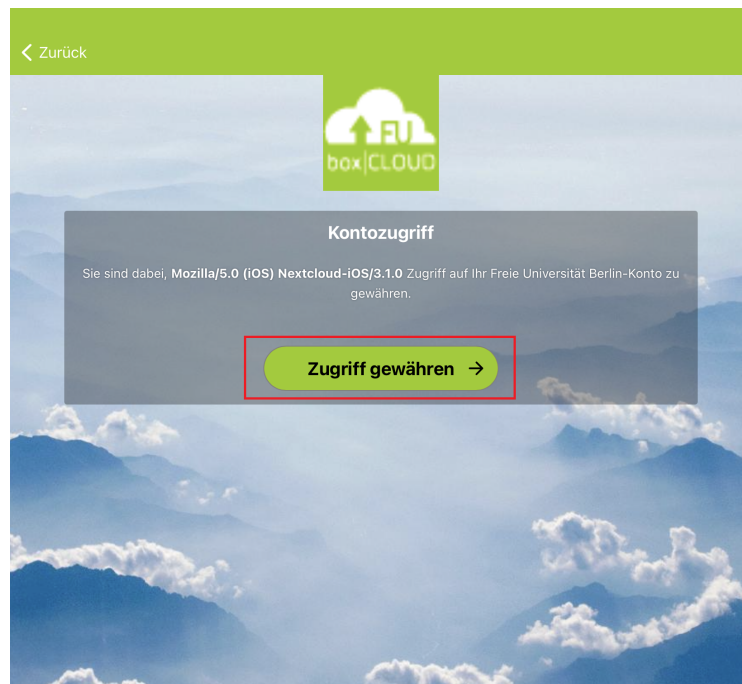 Zurück
FU
box|CLOUD
Kontozugriff
Sie sind dabei, Mozilla/5.0 (iOS) Nextcloud-iOS/3.1.0 Zugriff auf Ihr Freie Universität Berlin-Konto zu
gewähren.
Zugriff gewähren